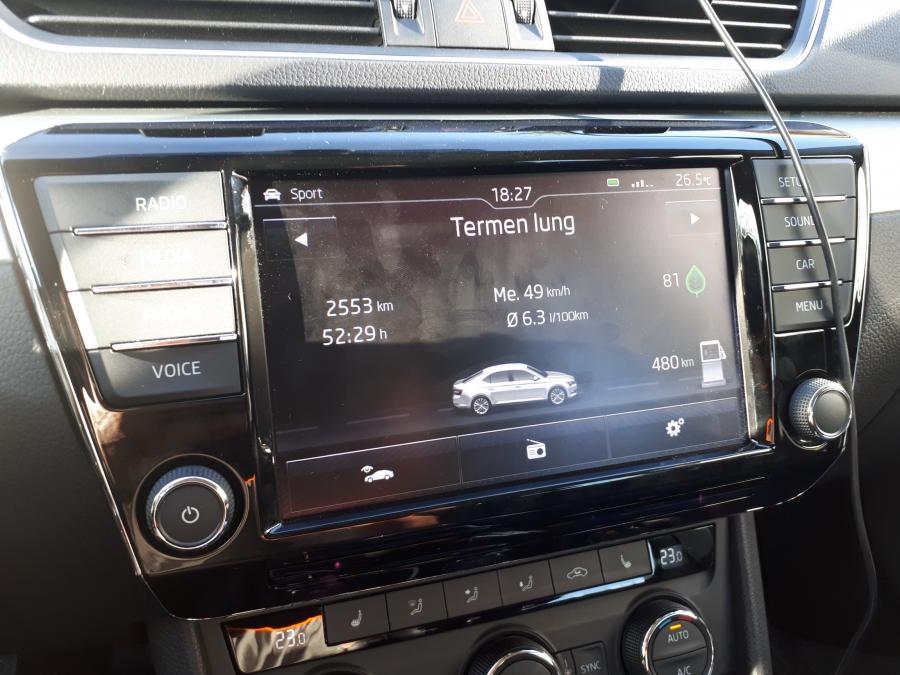 RADIO
MEDIA
VOICE
Sport
18:27
26.5°C
Termen lung
2553 km
52:29 h
Me. 49 km/h
Ø 6.3 l/100km
81
480 km
SETUP
SOUND
CAR
MENU
23.0
23.0
SYNC
AUTO
A/C